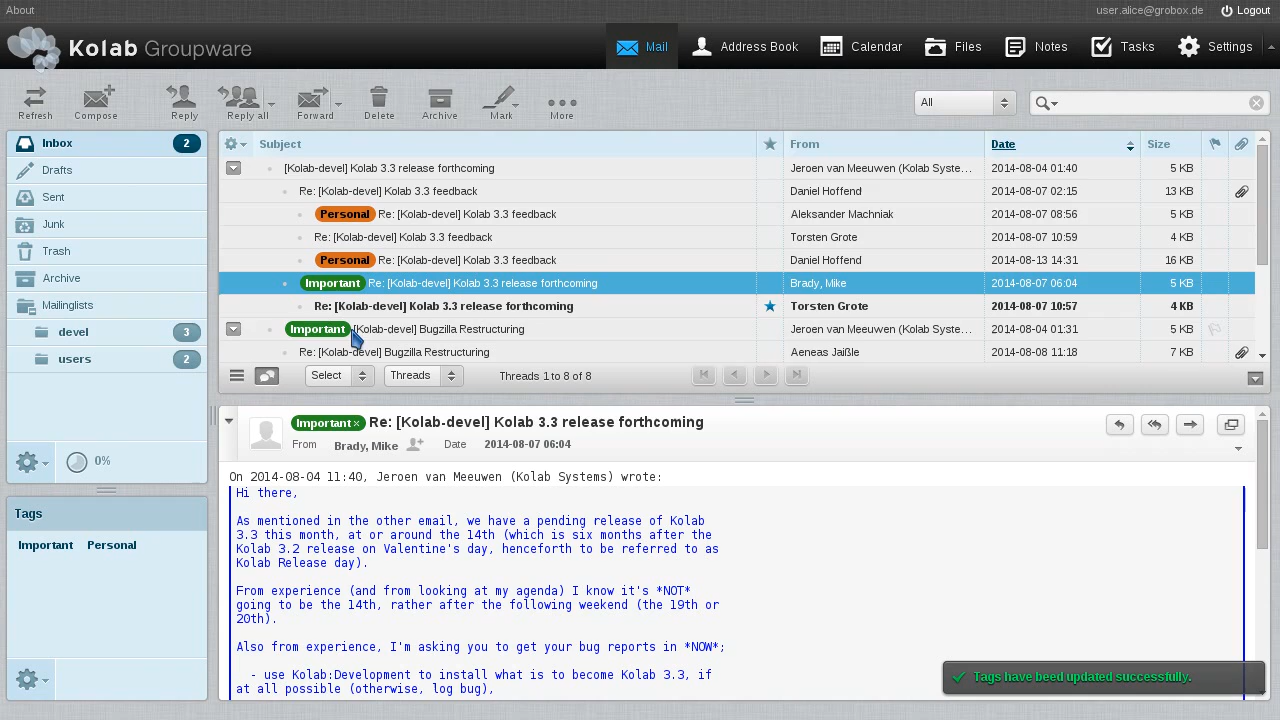 About
user.alice@grobox.de
Logout
Kolab Groupware
Mail
Address Book
Calendar
Files
Notes
Tasks
Settings
Refresh
Compose
Reply
Reply all
Forward
Delete
Archive
Mark
More
All
Inbox 2
Drafts
Sent
Junk
Trash
Archive
Mailinglists
devel 3
users 2
0%
Tags
Important Personal
Subject From Date Size
[Kolab-devel] Kolab 3.3 release forthcoming Jeroen van Meeuwen (Kolab Syste... 2014-08-04 01:40 5 KB
Re: [Kolab-devel] Kolab 3.3 feedback Daniel Hoffend 2014-08-07 02:15 13 KB
Personal Re: [Kolab-devel] Kolab 3.3 feedback Aleksander Machniak 2014-08-07 08:56 5 KB
Re: [Kolab-devel] Kolab 3.3 feedback Torsten Grote 2014-08-07 10:59 4 KB
Personal Re: [Kolab-devel] Kolab 3.3 feedback Daniel Hoffend 2014-08-13 14:31 16 KB
Important Re: [Kolab-devel] Kolab 3.3 release forthcoming Brady, Mike 2014-08-07 06:04 5 KB
Re: [Kolab-devel] Kolab 3.3 release forthcoming Torsten Grote 2014-08-07 10:57 4 KB
Important [Kolab-devel] Bugzilla Restructuring Jeroen van Meeuwen (Kolab Syste... 2014-08-04 01:31 5 KB
Re: [Kolab-devel] Bugzilla Restructuring Aeneas Jaißle 2014-08-08 11:18 7 KB
Select Threads Threads 1 to 8 of 8
Important × Re: [Kolab-devel] Kolab 3.3 release forthcoming
From Brady, Mike Date 2014-08-07 06:04
On 2014-08-04 11:40, Jeroen van Meeuwen (Kolab Systems) wrote:
Hi there,
As mentioned in the other email, we have a pending release of Kolab
3.3 this month, at or around the 14th (which is six months after the
Kolab 3.2 release on Valentine's day, henceforth to be referred to as
Kolab Release day).
From experience (and from looking at my agenda) I know it's *NOT*
going to be the 14th, rather after the following weekend (the 19th or
20th).
Also from experience, I'm asking you to get your bug reports in *NOW*;
- use Kolab:Development to install what is to become Kolab 3.3, if
at all possible (otherwise, log bug),
Tags have beed updated successfully.